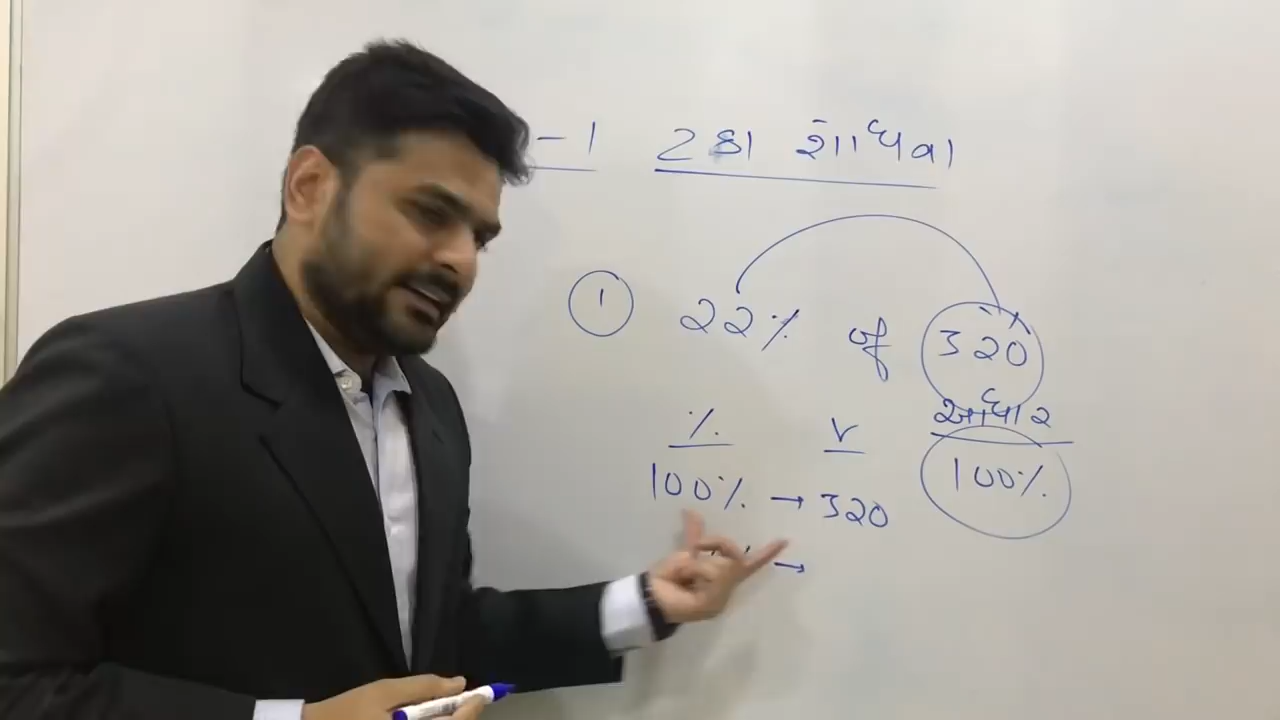 - 1 ટકા શોધવા
1 22% of 320
આધાર
% V
100% → 320 100%
→